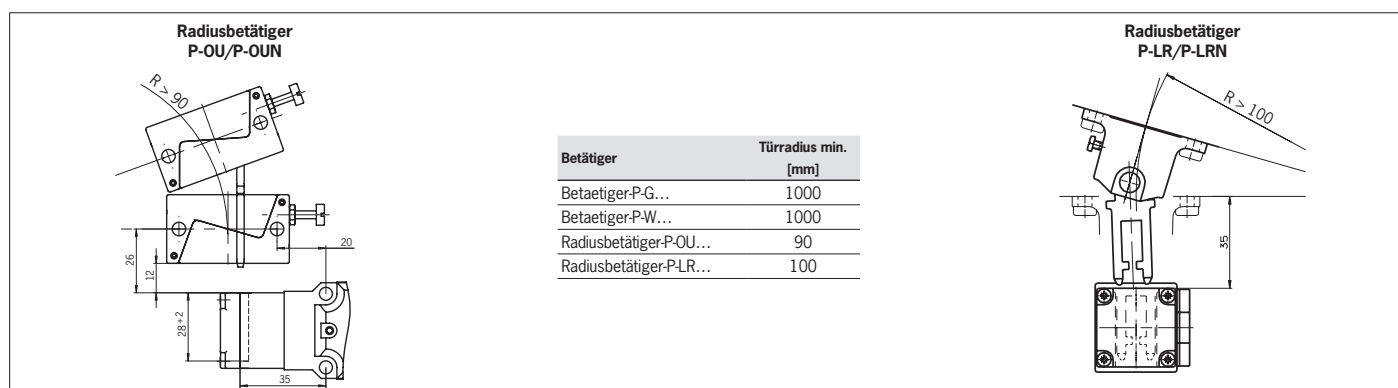 Radiusbetätiger
P-OU/P-OUN
R > 90
20
26
12
28+2
35
Betätiger Türradius min. [mm]
Betaetiger-P-G… 1000
Betaetiger-P-W… 1000
Radiusbetätiger-P-OU… 90
Radiusbetätiger-P-LR… 100
Radiusbetätiger
P-LR/P-LRN
R > 100
35